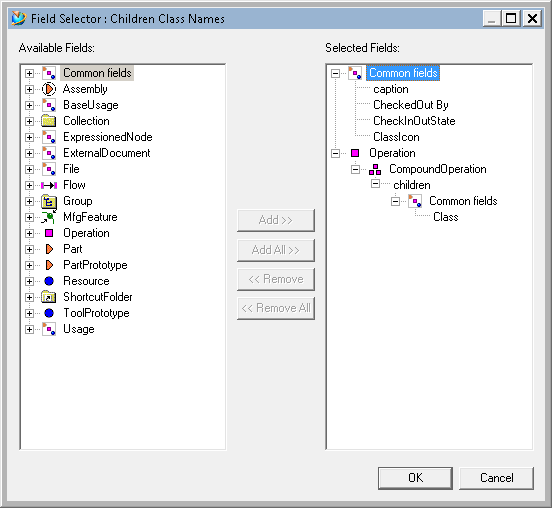 Field Selector : Children Class Names
Available Fields:
Common fields
Assembly
BaseUsage
Collection
ExpressionedNode
ExternalDocument
File
Flow
Group
MfgFeature
Operation
Part
PartPrototype
Resource
ShortcutFolder
ToolPrototype
Usage
Add >>
Add All >>
<< Remove
<< Remove All
Selected Fields:
Common fields
caption
CheckedOut By
CheckInOutState
ClassIcon
Operation
CompoundOperation
children
Common fields
Class
OK
Cancel